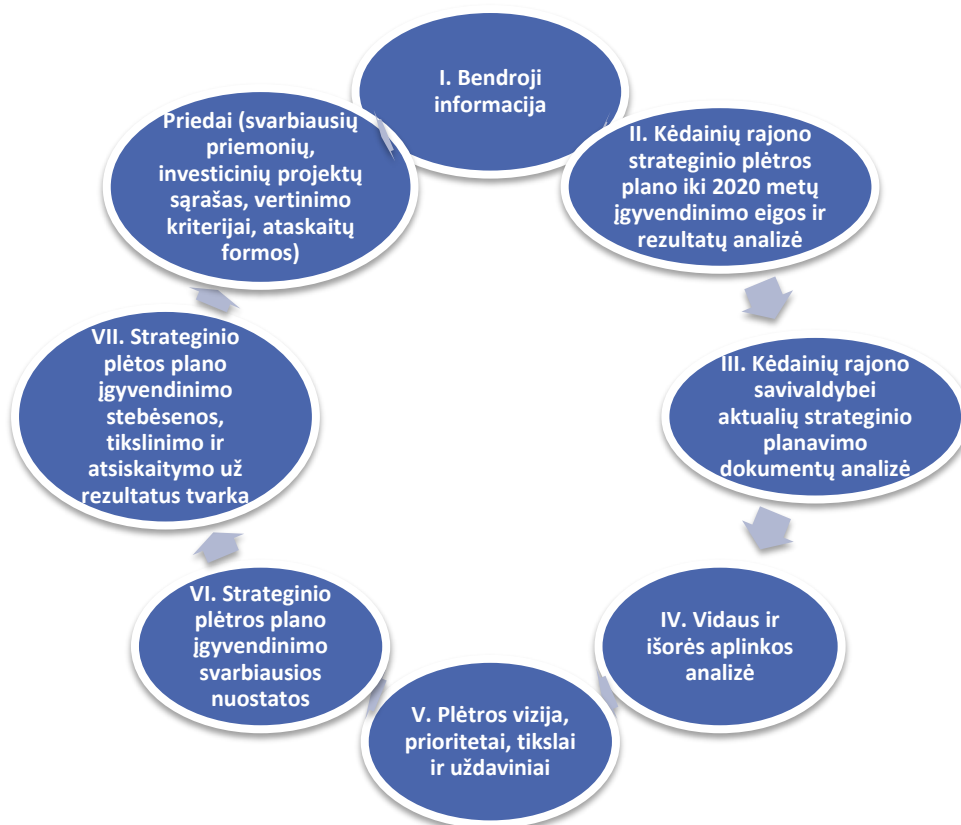 I. Bendroji
informacija
II. Kėdainių rajono
strateginio plėtros
plano iki 2020 metų
įgyvendinimo eigos ir
rezultatų analizė
III. Kėdainių rajono
savivaldybei
aktualių strateginio
planavimo
dokumentų analizė
IV. Vidaus ir
išorės aplinkos
analizė
V. Plėtros vizija,
prioritetai, tikslai
ir uždaviniai
VI. Strateginio
plėtros plano
įgyvendinimo
svarbiausios
nuostatos
VII. Strateginio
plėtos plano
įgyvendinimo
stebėsenos,
tikslinimo ir
atsiskaitymo už
rezultatus tvarka
Priedai (svarbiausių
priemonių,
investicinių projektų
sąrašas, vertinimo
kriterijai, ataskaitų
formos)